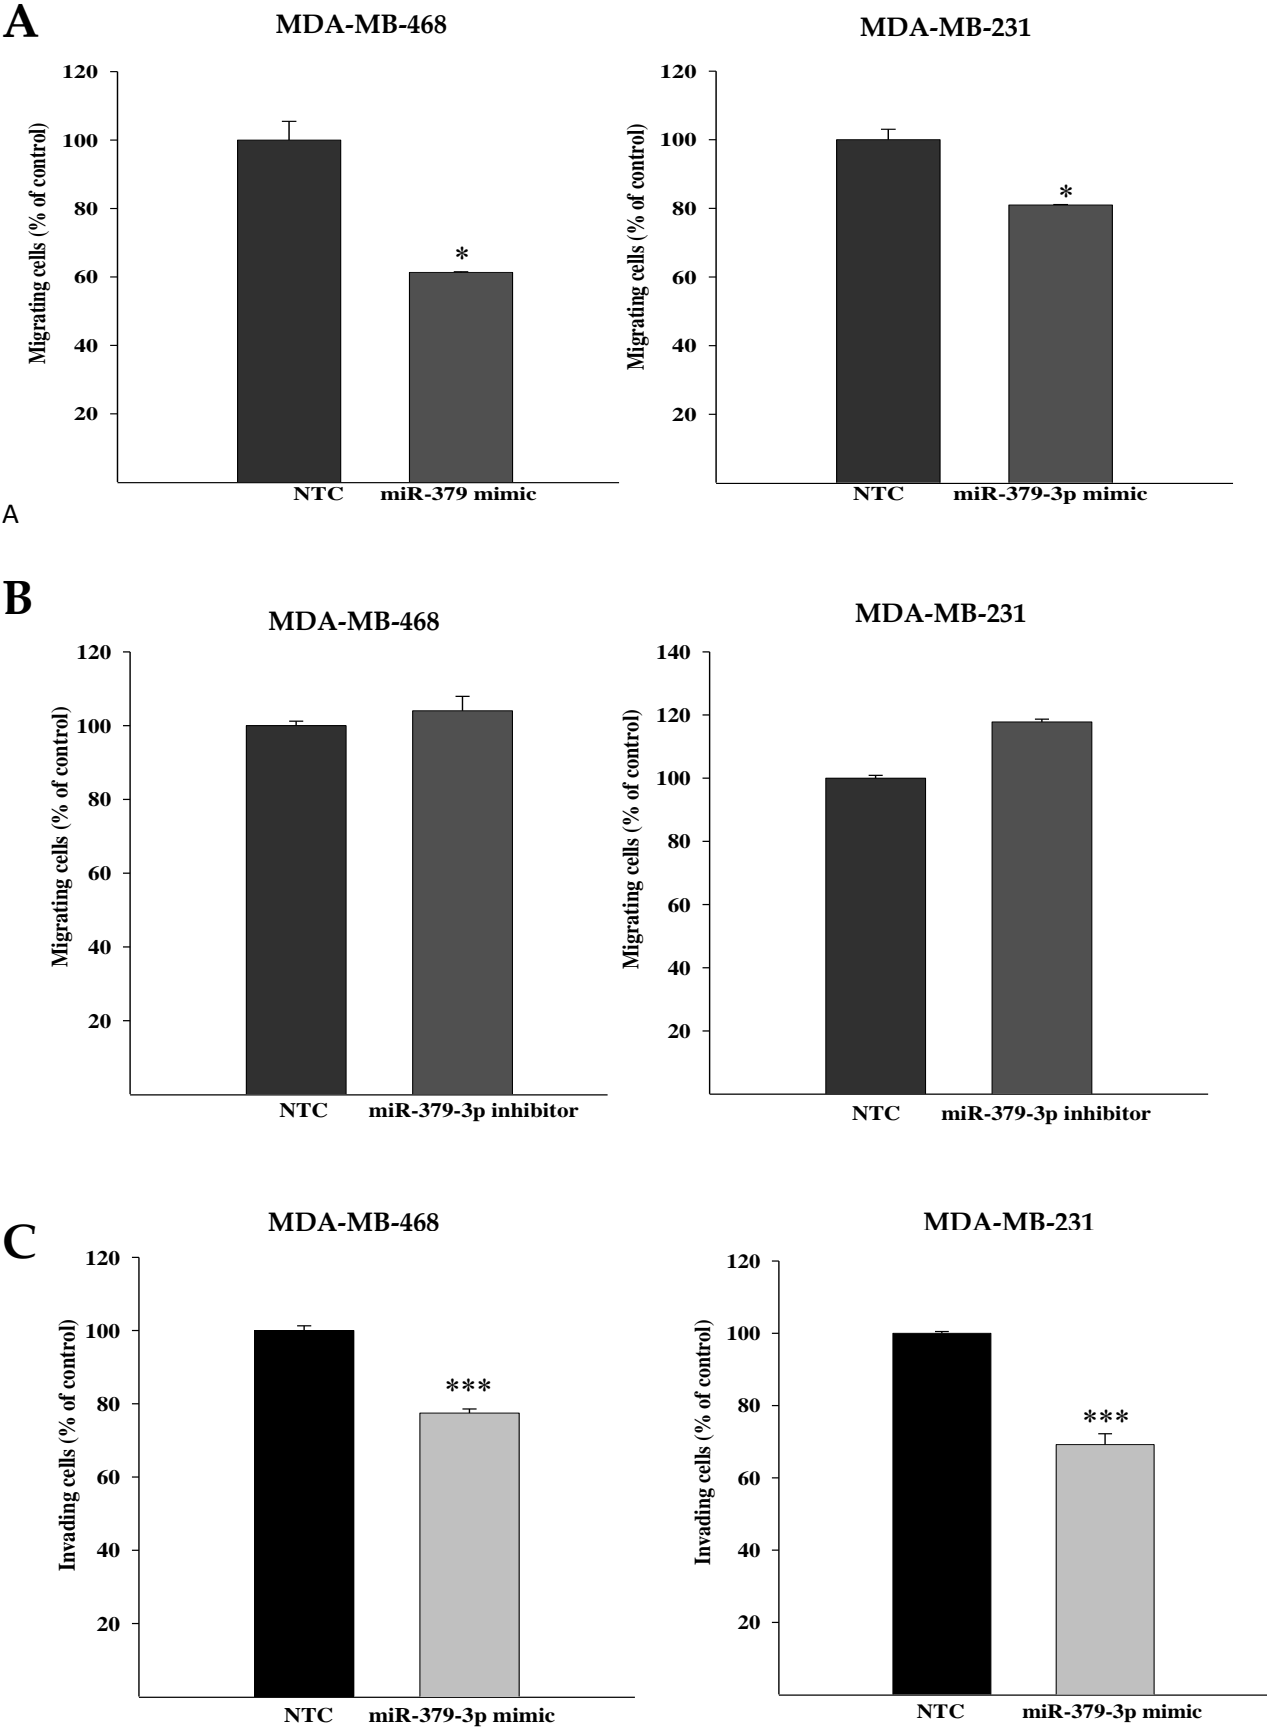 A
MDA-MB-468
MDA-MB-231
Migrating cells (% of control)
120
100
80
60
40
20
*
NTC
miR-379 mimic
Migrating cells (% of control)
120
100
80
60
40
20
*
NTC
miR-379-3p mimic
A
B
MDA-MB-468
MDA-MB-231
Migrating cells (% of control)
120
100
80
60
40
20
NTC
miR-379-3p inhibitor
Migrating cells (% of control)
140
120
100
80
60
40
20
NTC
miR-379-3p inhibitor
C
MDA-MB-468
MDA-MB-231
Invading cells (% of control)
120
100
80
60
40
20
***
NTC
miR-379-3p mimic
Invading cells (% of control)
120
100
80
60
40
20
***
NTC
miR-379-3p mimic